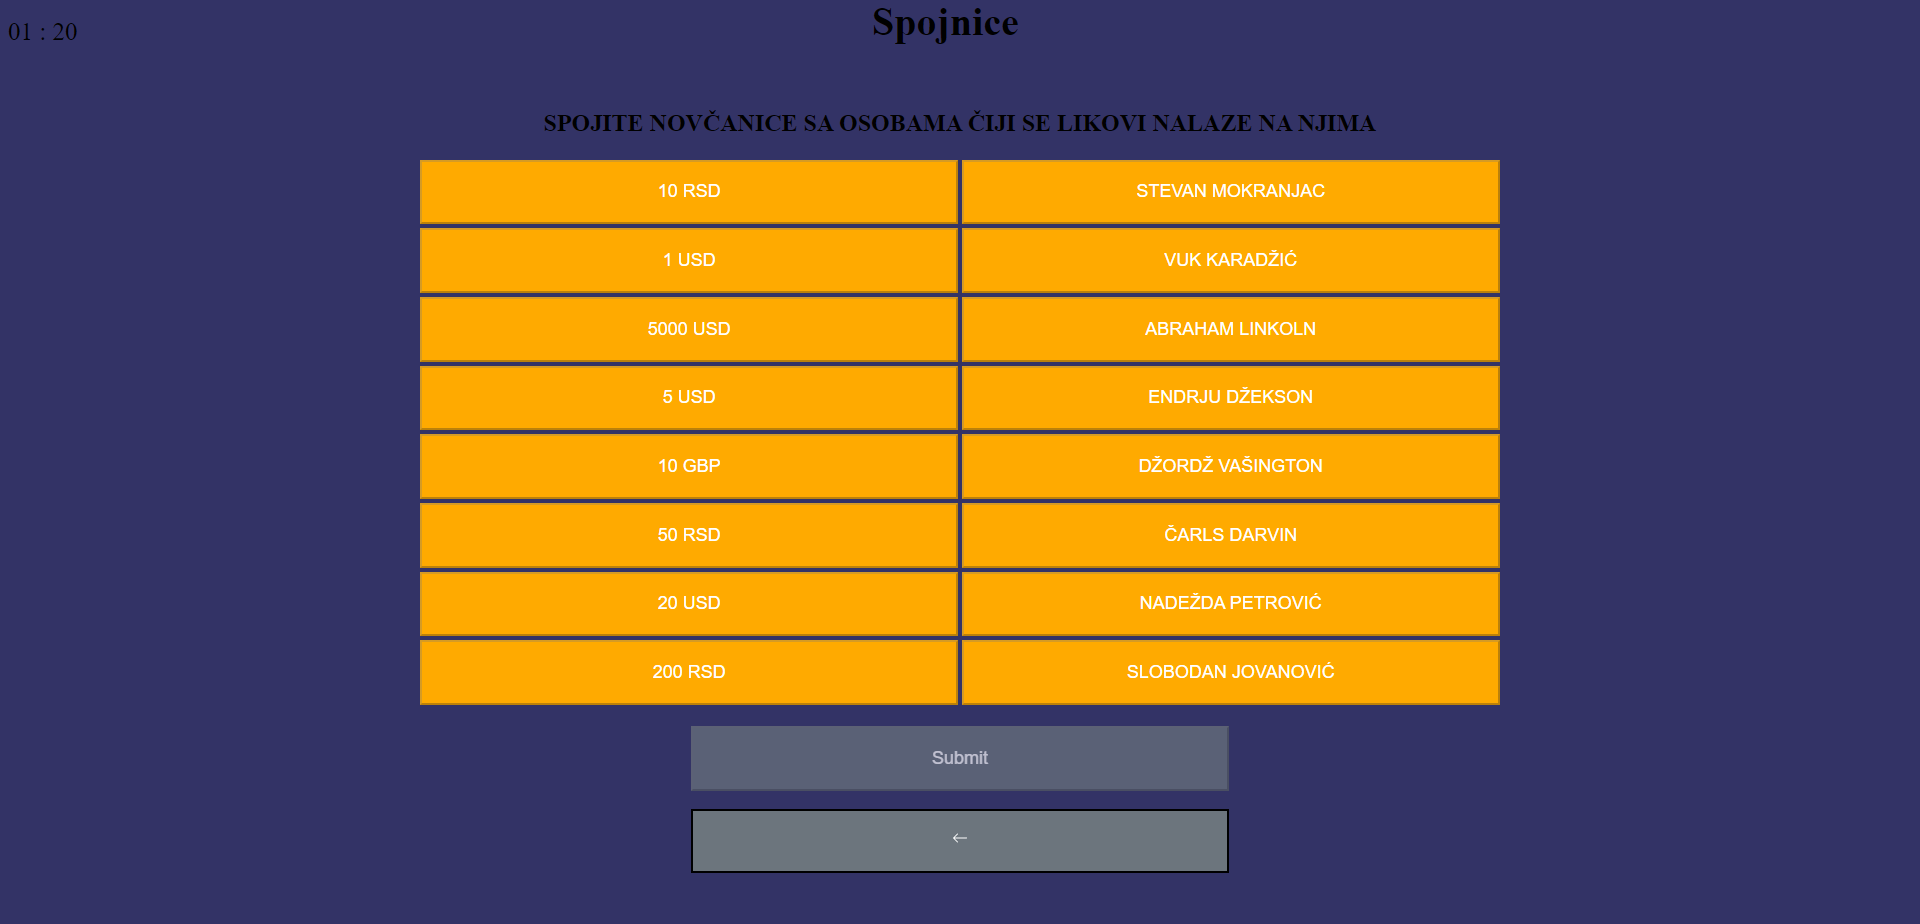 01 : 20
Spojnice
SPOJITE NOVČANICE SA OSOBAMA ČIJI SE LIKOVI NALAZE NA NJIMA
10 RSD
STEVAN MOKRANJAC
1 USD
VUK KARADŽIĆ
5000 USD
ABRAHAM LINKOLN
5 USD
ENDRJU DŽEKSON
10 GBP
DŽORDŽ VAŠINGTON
50 RSD
ČARLS DARVIN
20 USD
NADEŽDA PETROVIĆ
200 RSD
SLOBODAN JOVANOVIĆ
Submit
←